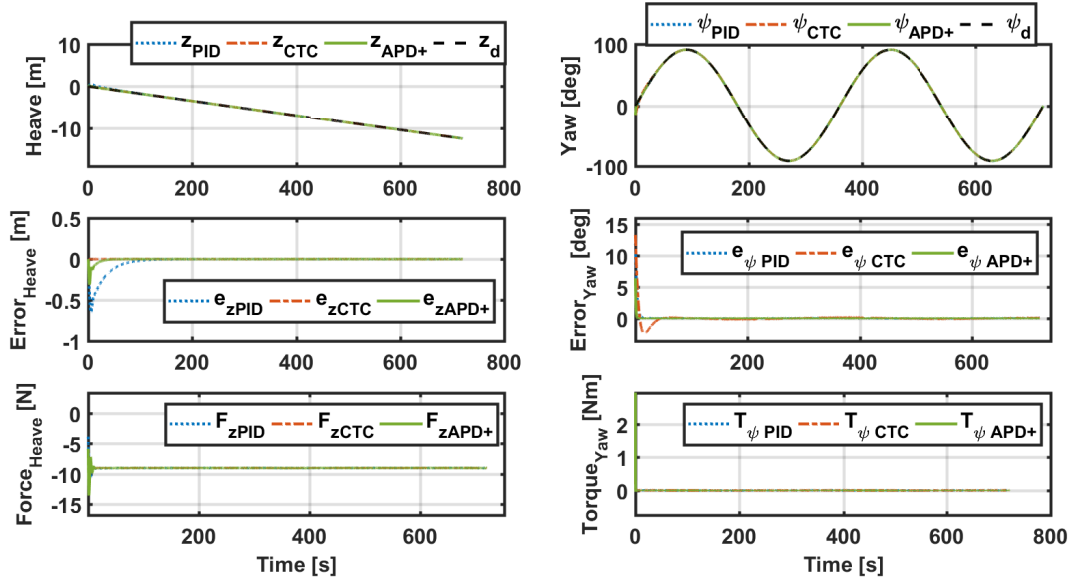 z_PID z_CTC z_APD+ z_d
Heave [m]
10
0
-10
0 200 400 600 800
ψ_PID ψ_CTC ψ_APD+ ψ_d
Yaw [deg]
100
0
-100
0 200 400 600
Error_Heave [m]
0.5
0
-0.5
-1
e_zPID e_zCTC e_zAPD+
0 200 400 600 800
Error_Yaw [deg]
15
10
5
0
e_ψ PID e_ψ CTC e_ψ APD+
0 200 400 600
Force_Heave [N]
0
-5
-10
-15
F_zPID F_zCTC F_zAPD+
200 400 600
Time [s]
Torque_Yaw [Nm]
2
1
0
T_ψ PID T_ψ CTC T_ψ APD+
0 200 400 600 800
Time [s]